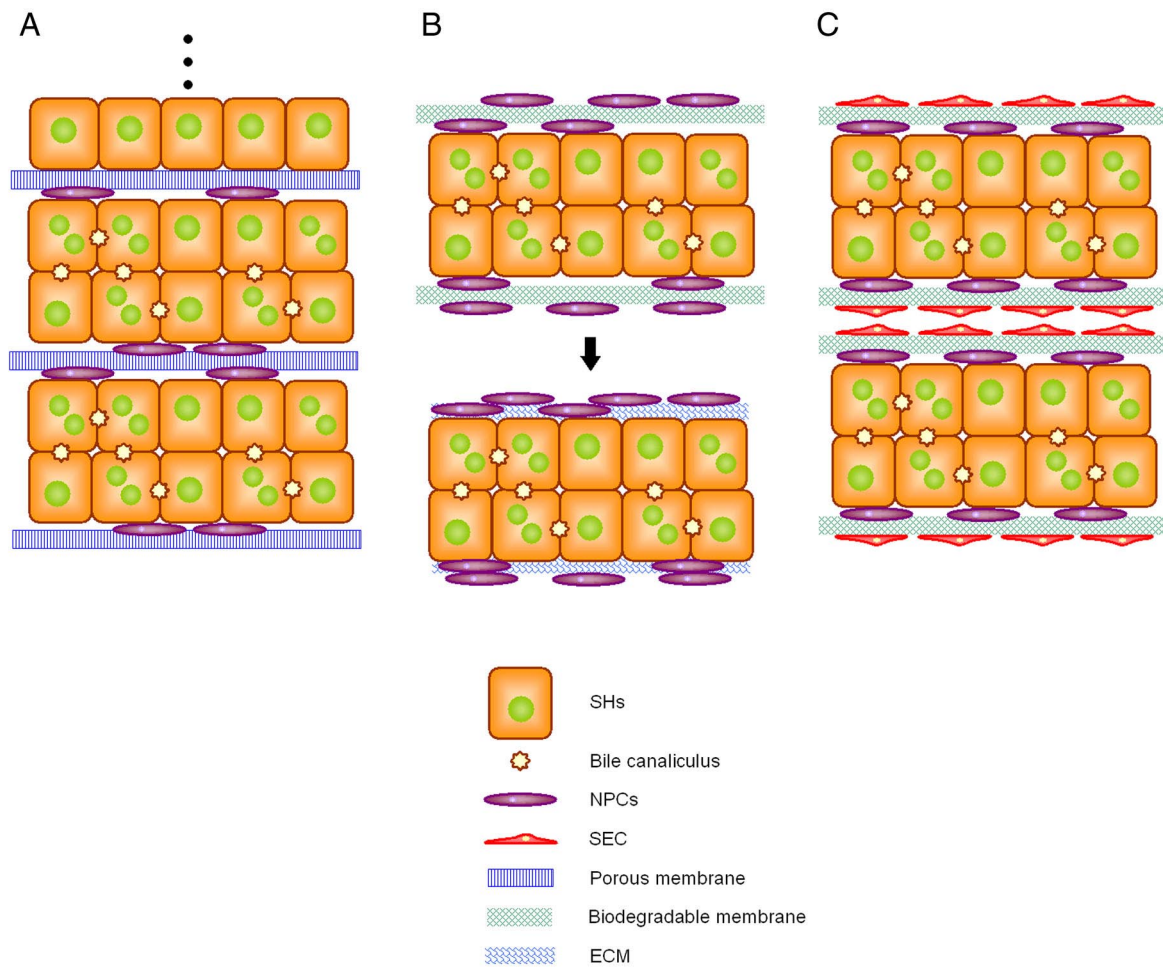 A
B
C
SHs
Bile canaliculus
NPCs
SEC
Porous membrane
Biodegradable membrane
ECM